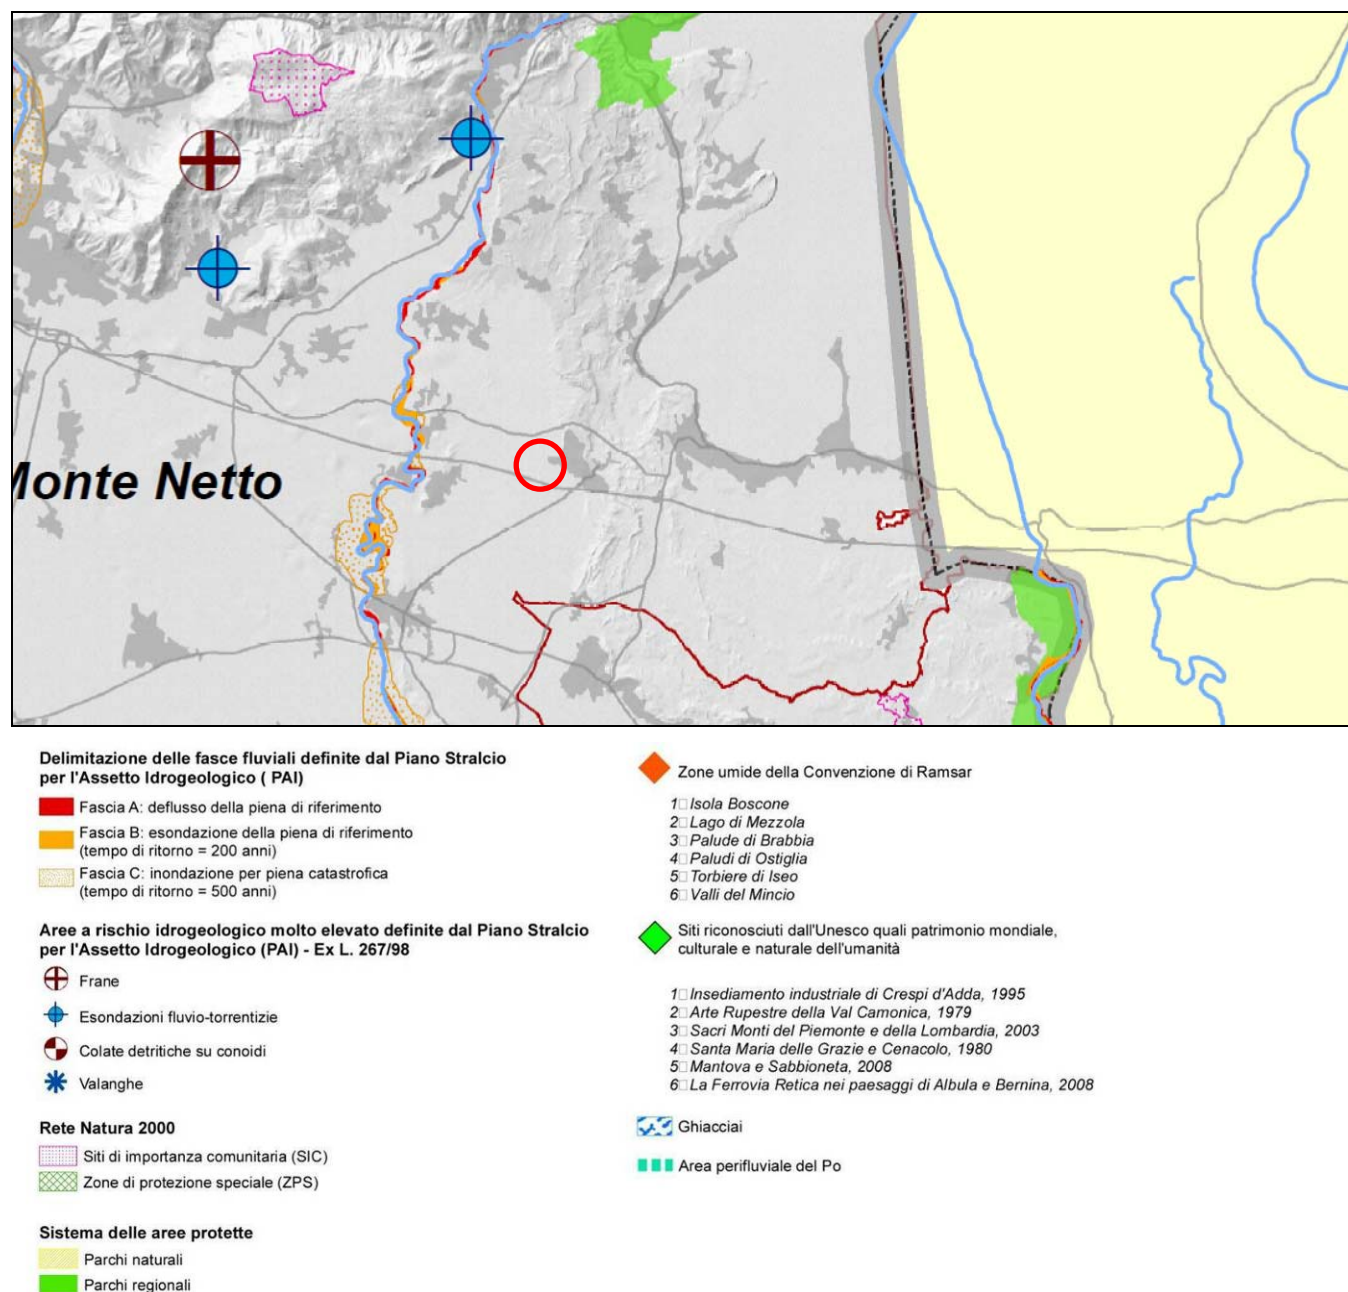 Monte Netto
Delimitazione delle fasce fluviali definite dal Piano Stralcio
per l'Assetto Idrogeologico ( PAI)
Fascia A: deflusso della piena di riferimento
Fascia B: esondazione della piena di riferimento
(tempo di ritorno = 200 anni)
Fascia C: inondazione per piena catastrofica
(tempo di ritorno = 500 anni)
Aree a rischio idrogeologico molto elevato definite dal Piano Stralcio
per l'Assetto Idrogeologico (PAI) - Ex L. 267/98
Frane
Esondazioni fluvio-torrentizie
Colate detritiche su conoidi
Valanghe
Rete Natura 2000
Siti di importanza comunitaria (SIC)
Zone di protezione speciale (ZPS)
Sistema delle aree protette
Parchi naturali
Parchi regionali
Zone umide della Convenzione di Ramsar
1□ Isola Boscone
2□ Lago di Mezzola
3□ Palude di Brabbia
4□ Paludi di Ostiglia
5□ Torbiere di Iseo
6□ Valli del Mincio
Siti riconosciuti dall'Unesco quali patrimonio mondiale,
culturale e naturale dell'umanità
1□ Insediamento industriale di Crespi d'Adda, 1995
2□ Arte Rupestre della Val Camonica, 1979
3□ Sacri Monti del Piemonte e della Lombardia, 2003
4□ Santa Maria delle Grazie e Cenacolo, 1980
5□ Mantova e Sabbioneta, 2008
6□ La Ferrovia Retica nei paesaggi di Albula e Bernina, 2008
Ghiacciai
Area perifluviale del Po